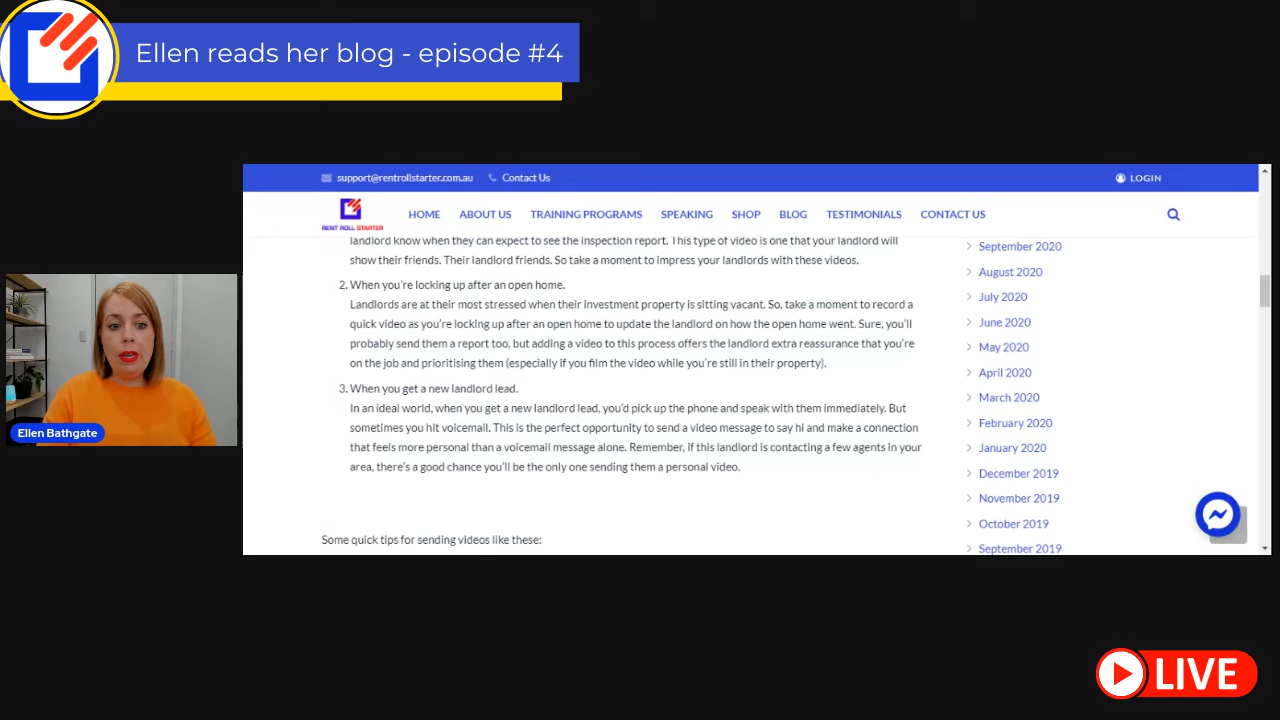 Ellen reads her blog - episode #4
support@rentrollstarter.com.au Contact Us LOGIN
RENT ROLL STARTER
HOME ABOUT US TRAINING PROGRAMS SPEAKING SHOP BLOG TESTIMONIALS CONTACT US
landlord know when they can expect to see the inspection report. This type of video is one that your landlord will
show their friends. Their landlord friends. So take a moment to impress your landlords with these videos.
2. When you're locking up after an open home.
Landlords are at their most stressed when their investment property is sitting vacant. So, take a moment to record a
quick video as you're locking up after an open home to update the landlord on how the open home went. Sure, you'll
probably send them a report too, but adding a video to this process offers the landlord extra reassurance that you're
on the job and prioritising them (especially if you film the video while you're still in their property).
3. When you get a new landlord lead.
In an ideal world, when you get a new landlord lead, you'd pick up the phone and speak with them immediately. But
sometimes you hit voicemail. This is the perfect opportunity to send a video message to say hi and make a connection
that feels more personal than a voicemail message alone. Remember, if this landlord is contacting a few agents in your
area, there's a good chance you'll be the only one sending them a personal video.
Some quick tips for sending videos like these:
September 2020
August 2020
July 2020
June 2020
May 2020
April 2020
March 2020
February 2020
January 2020
December 2019
November 2019
October 2019
September 2019
Ellen Bathgate
LIVE